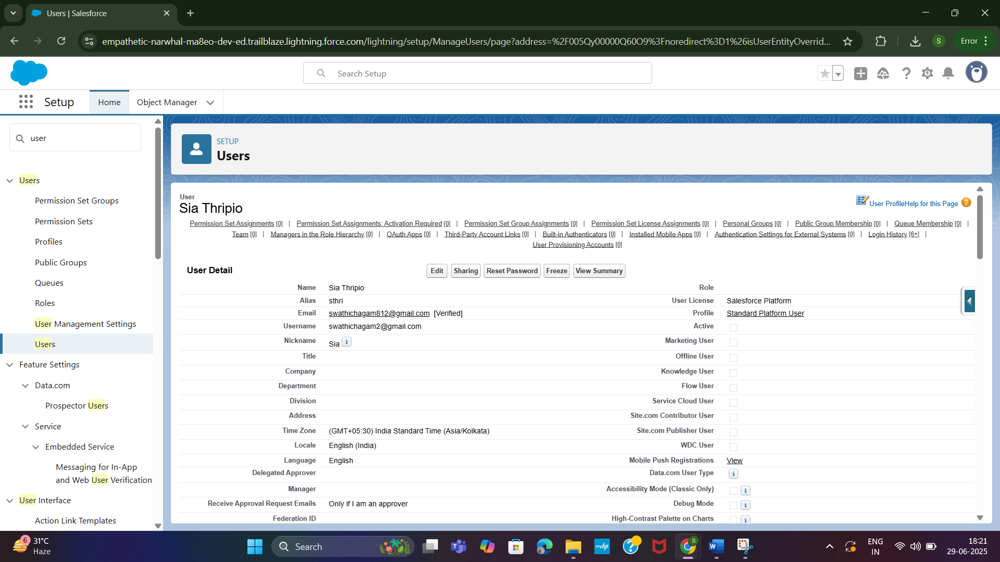 Users | Salesforce
empathetic-narwhal-ma8eo-dev-ed.trailblaze.lightning.force.com/lightning/setup/ManageUsers/page?address=%2F005Qy00000Q60O9%3Fnoredirect%3D1%26isUserEntityOverrid...
S
Error
Search Setup
Setup
Home
Object Manager
user
Users
Permission Set Groups
Permission Sets
Profiles
Public Groups
Queues
Roles
User Management Settings
Users
Feature Settings
Data.com
Prospector Users
Service
Embedded Service
Messaging for In-App
and Web User Verification
User Interface
Action Link Templates
SETUP
Users
User
Sia Thripio
User ProfileHelp for this Page
Permission Set Assignments [0] | Permission Set Assignments: Activation Required [0] | Permission Set Group Assignments [0] | Permission Set License Assignments [0] | Personal Groups [0] | Public Group Membership [0] | Queue Membership [0] |
Team [0] | Managers in the Role Hierarchy [0] | OAuth Apps [0] | Third-Party Account Links [0] | Built-in Authenticators [0] | Installed Mobile Apps [0] | Authentication Settings for External Systems [0] | Login History [6+] |
User Provisioning Accounts [0]
User Detail
Edit Sharing Reset Password Freeze View Summary
Name Sia Thripio Role
Alias sthri User License Salesforce Platform
Email swathichagam812@gmail.com [Verified] Profile Standard Platform User
Username swathichagam2@gmail.com Active
Nickname Sia i Marketing User
Title Offline User
Company Knowledge User
Department Flow User
Division Service Cloud User
Address Site.com Contributor User
Time Zone (GMT+05:30) India Standard Time (Asia/Kolkata) Site.com Publisher User
Locale English (India) WDC User
Language English Mobile Push Registrations View
Delegated Approver Data.com User Type i
Manager Accessibility Mode (Classic Only) i
Receive Approval Request Emails Only if I am an approver Debug Mode i
Federation ID High-Contrast Palette on Charts i
6
31°C
Haze
Search
myhp
S
ENG
IN
18:21
29-06-2025